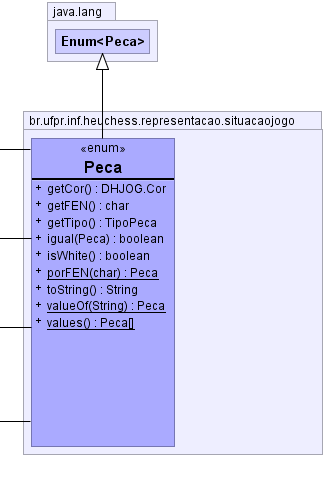 java.lang
Enum<Peca>
br.ufpr.inf.heuchess.representacao.situacaojogo
«enum»
Peca
+ getCor() : DHJOG.Cor
+ getFEN() : char
+ getTipo() : TipoPeca
+ igual(Peca) : boolean
+ isWhite() : boolean
+ porFEN(char) : Peca
+ toString() : String
+ valueOf(String) : Peca
+ values() : Peca[]